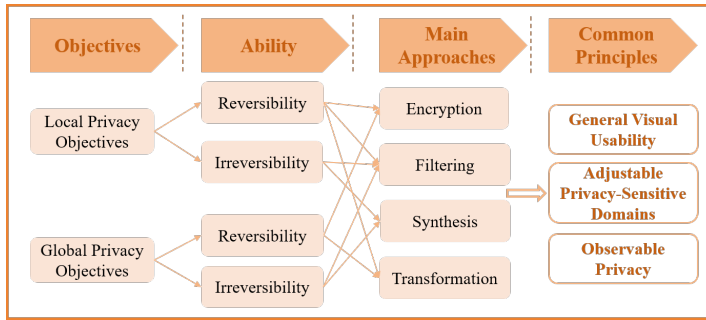 Objectives
Ability
Main
Approaches
Common
Principles
Local Privacy
Objectives
Global Privacy
Objectives
Reversibility
Irreversibility
Reversibility
Irreversibility
Encryption
Filtering
Synthesis
Transformation
General Visual
Usability
Adjustable
Privacy-Sensitive
Domains
Observable
Privacy